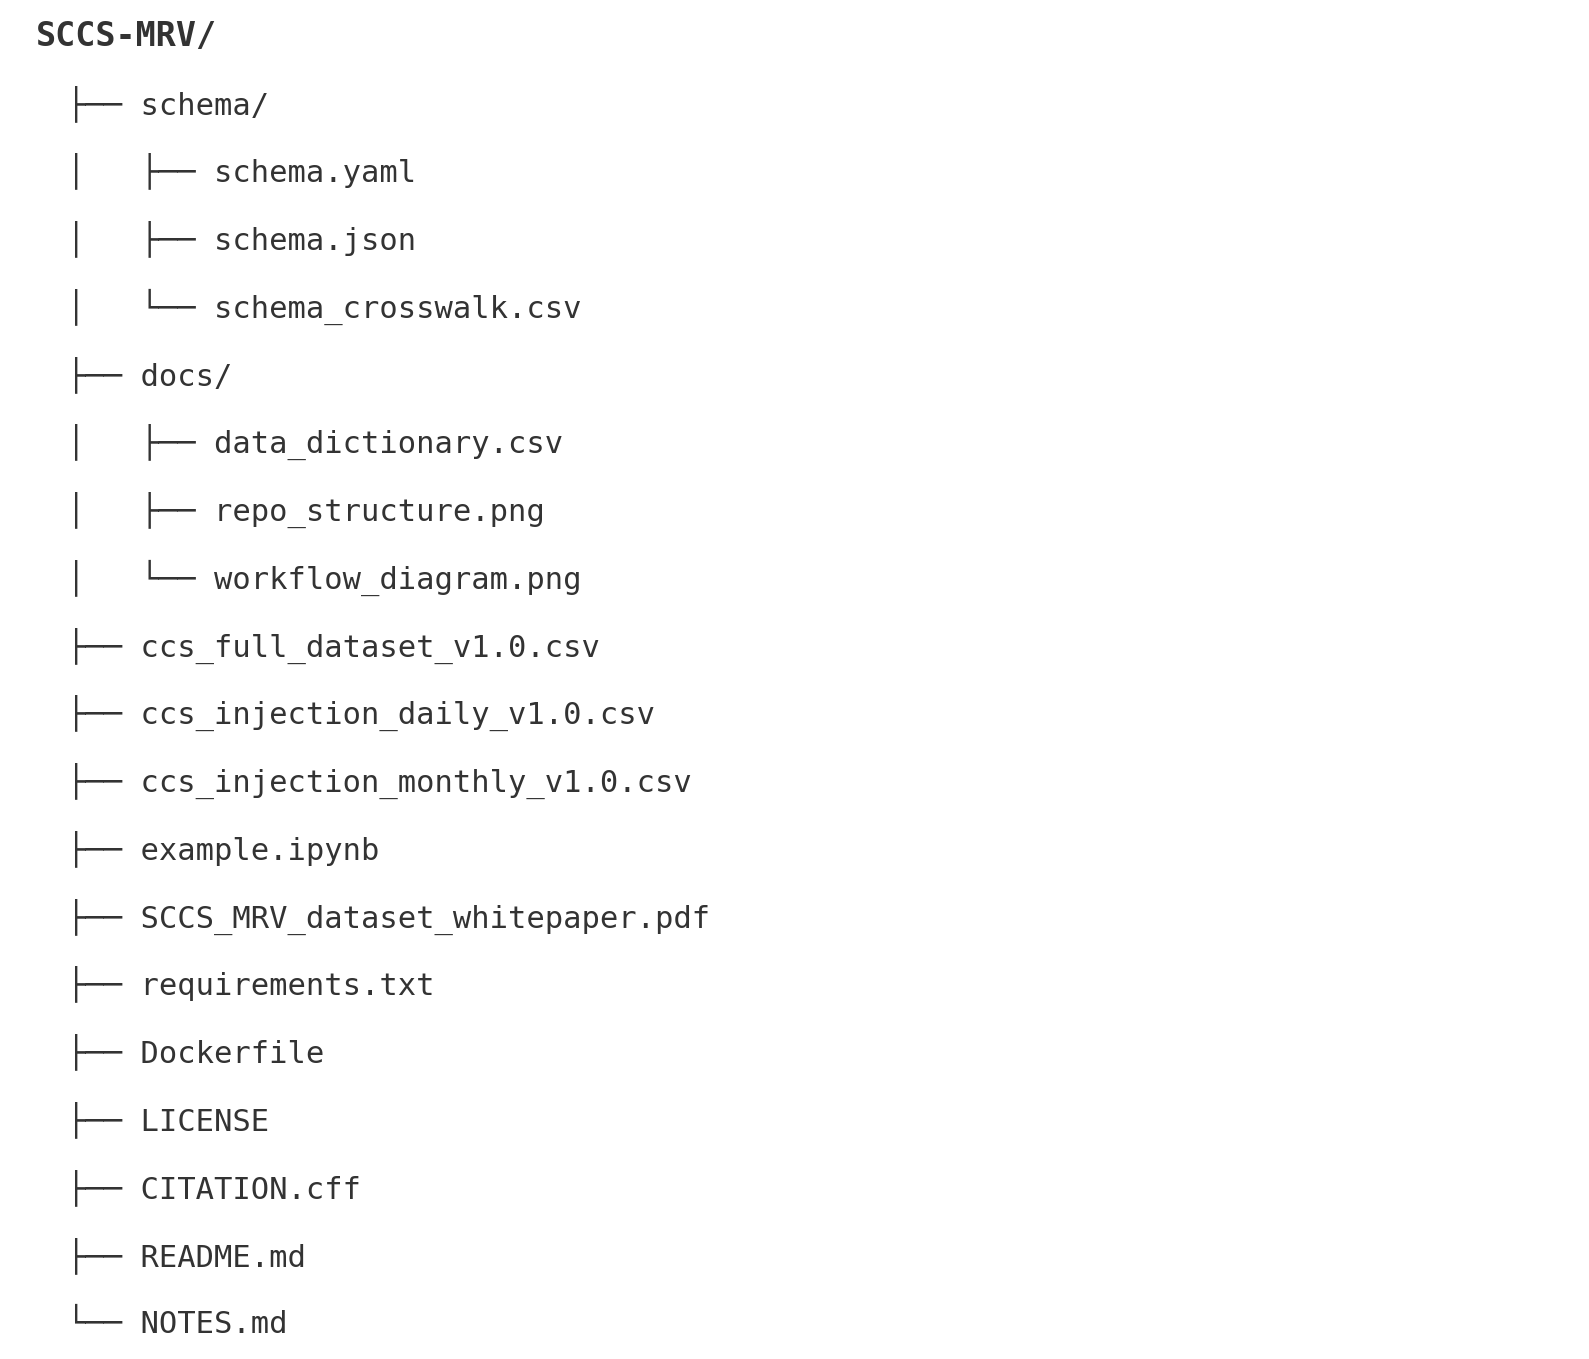 SCCS-MRV/
├── schema/
│   ├── schema.yaml
│   ├── schema.json
│   └── schema_crosswalk.csv
├── docs/
│   ├── data_dictionary.csv
│   ├── repo_structure.png
│   └── workflow_diagram.png
├── ccs_full_dataset_v1.0.csv
├── ccs_injection_daily_v1.0.csv
├── ccs_injection_monthly_v1.0.csv
├── example.ipynb
├── SCCS_MRV_dataset_whitepaper.pdf
├── requirements.txt
├── Dockerfile
├── LICENSE
├── CITATION.cff
├── README.md
└── NOTES.md